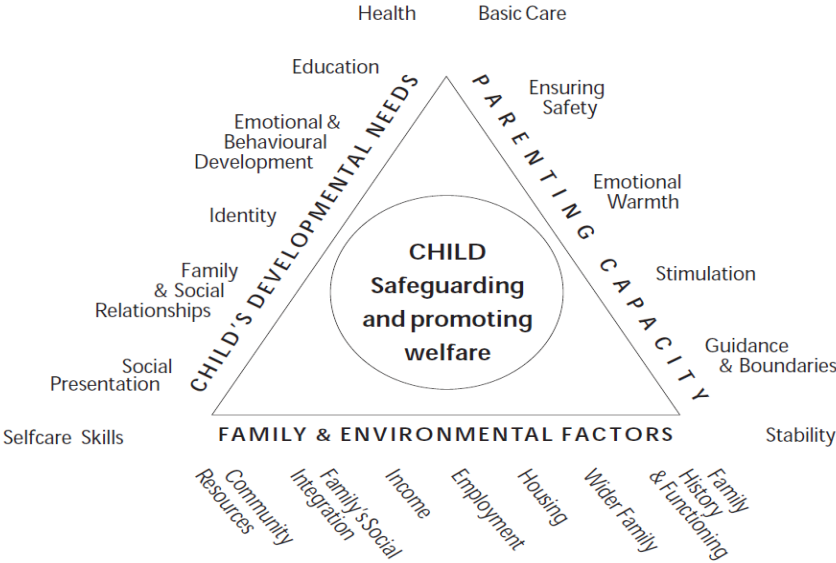 Health
Education
Emotional &
Behavioural
Development
Identity
Family
& Social
Relationships
Social
Presentation
Selfcare Skills
CHILD'S DEVELOPMENTAL NEEDS
Basic Care
Ensuring
Safety
Emotional
Warmth
Stimulation
Guidance
& Boundaries
Stability
PARENTING CAPACITY
CHILD
Safeguarding
and promoting
welfare
FAMILY & ENVIRONMENTAL FACTORS
Community
Resources
Family's Social
Integration
Income
Employment
Housing
Wider Family
Family
History
& Functioning